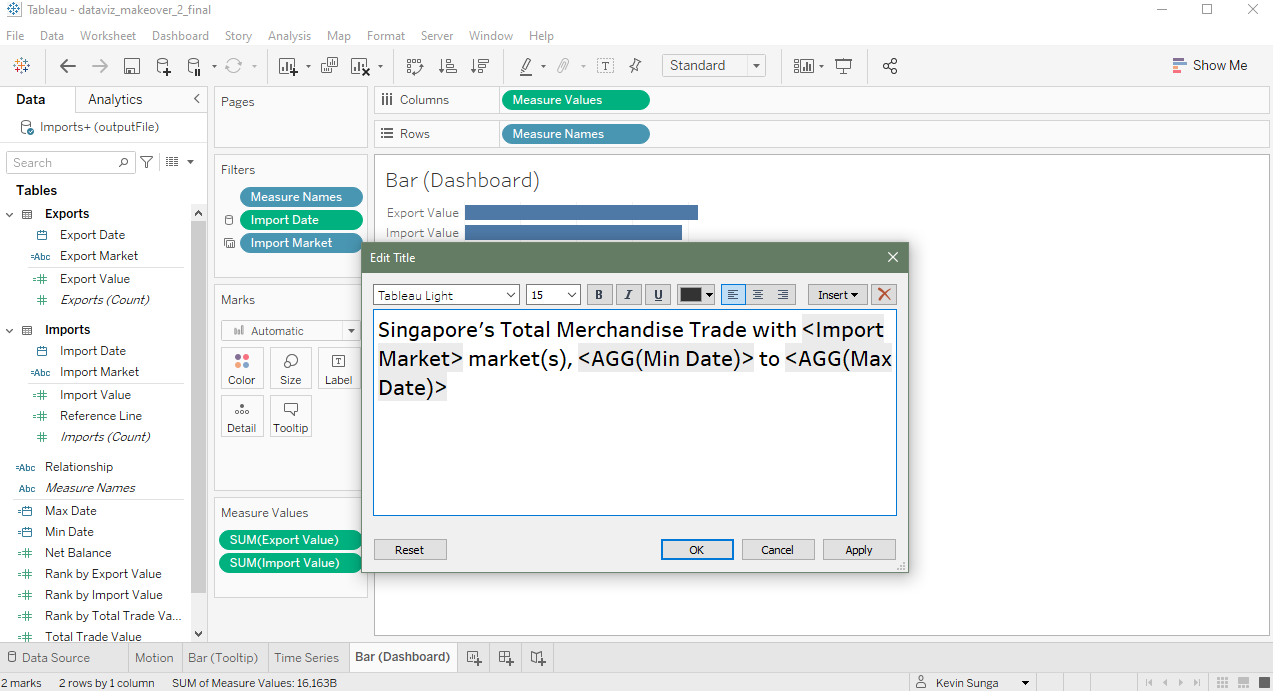 Tableau - dataviz_makeover_2_final
File Data Worksheet Dashboard Story Analysis Map Format Server Window Help
Standard
Show Me
Data Analytics
Imports+ (outputFile)
Search
Tables
Exports
Export Date
Abc Export Market
Export Value
Exports (Count)
Imports
Import Date
Abc Import Market
Import Value
Reference Line
Imports (Count)
Abc Relationship
Abc Measure Names
Max Date
Min Date
Net Balance
Rank by Export Value
Rank by Import Value
Rank by Total Trade Va...
Total Trade Value
Pages
Filters
Measure Names
Import Date
Import Market
Marks
Automatic
Color Size Label
Detail Tooltip
Measure Values
SUM(Export Value)
SUM(Import Value)
Columns Measure Values
Rows Measure Names
Bar (Dashboard)
Export Value
Import Value
Edit Title
Tableau Light 15 B I U Insert
Singapore's Total Merchandise Trade with <Import
Market> market(s), <AGG(Min Date)> to <AGG(Max
Date)>
Reset OK Cancel Apply
Data Source Motion Bar (Tooltip) Time Series Bar (Dashboard)
2 marks 2 rows by 1 column SUM of Measure Values: 16,163B Kevin Sunga